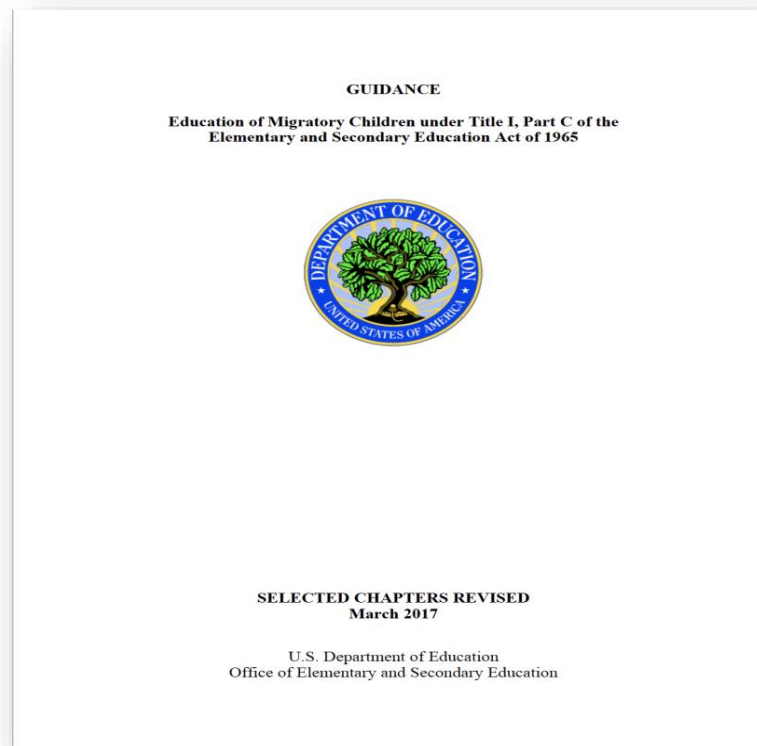 GUIDANCE
Education of Migratory Children under Title I, Part C of the
Elementary and Secondary Education Act of 1965
DEPARTMENT OF EDUCATION
UNITED STATES OF AMERICA
SELECTED CHAPTERS REVISED
March 2017
U.S. Department of Education
Office of Elementary and Secondary Education